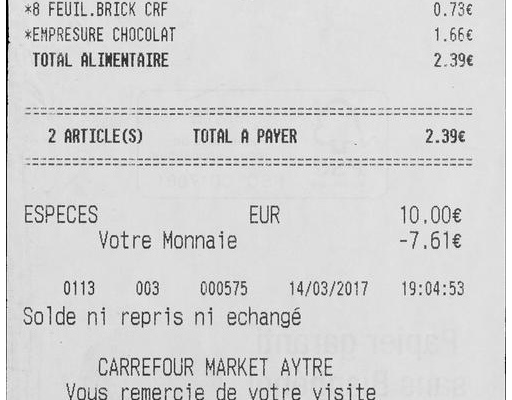 *8 FEUIL.BRICK CRF 0.73€
*EMPRESURE CHOCOLAT 1.66€
TOTAL ALIMENTAIRE 2.39€
================================================
2 ARTICLE(S) TOTAL A PAYER 2.39€
================================================
ESPECES EUR 10.00€
Votre Monnaie -7.61€
0113 003 000575 14/03/2017 19:04:53
Solde ni repris ni echangé
CARREFOUR MARKET AYTRE
Vous remercie de votre visite